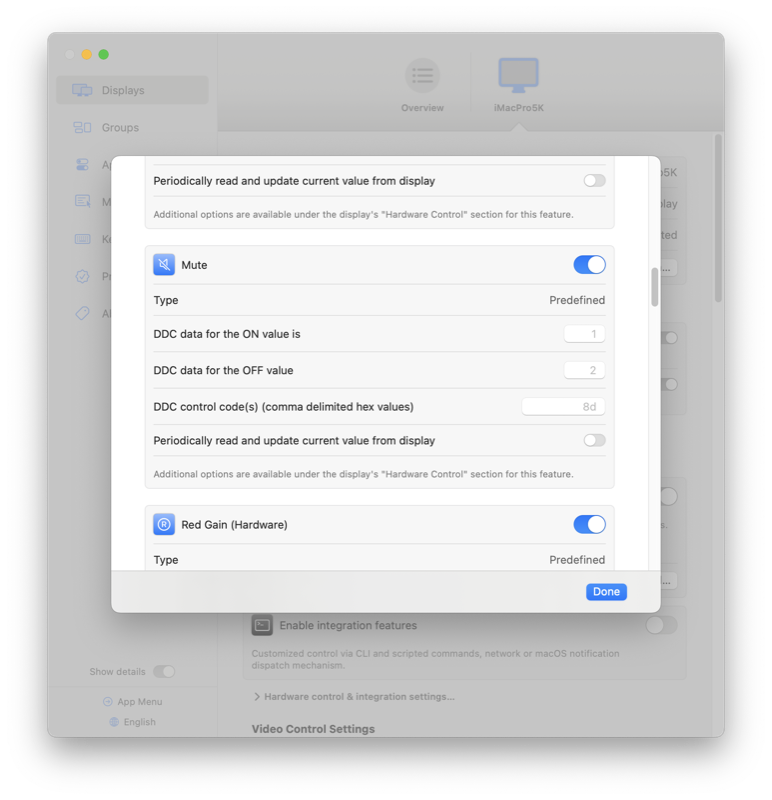 Displays
Groups
Overview
iMacPro5K
Periodically read and update current value from display
Additional options are available under the display's "Hardware Control" section for this feature.
Mute
Type
Predefined
DDC data for the ON value is
1
DDC data for the OFF value
2
DDC control code(s) (comma delimited hex values)
8d
Periodically read and update current value from display
Additional options are available under the display's "Hardware Control" section for this feature.
R
Red Gain (Hardware)
Type
Predefined
Done
Enable integration features
Customized control via CLI and scripted commands, network or macOS notification
dispatch mechanism.
Hardware control & integration settings...
Video Control Settings
Show details
App Menu
English